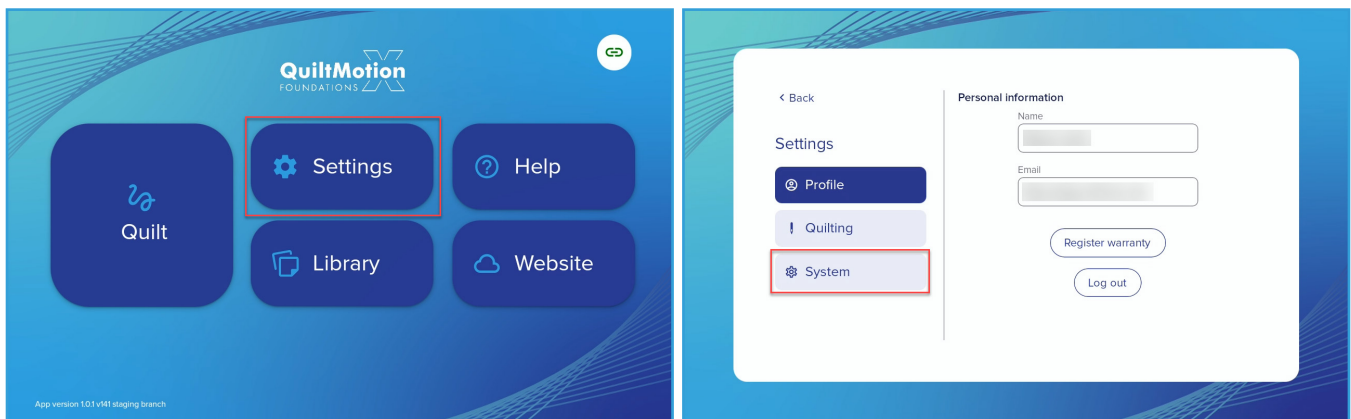 QuiltMotion
FOUNDATIONS
Quilt
Settings
Help
Library
Website
App version 1.0.1 v141 staging branch
< Back
Settings
Profile
Quilting
System
Personal information
Name
Email
Register warranty
Log out